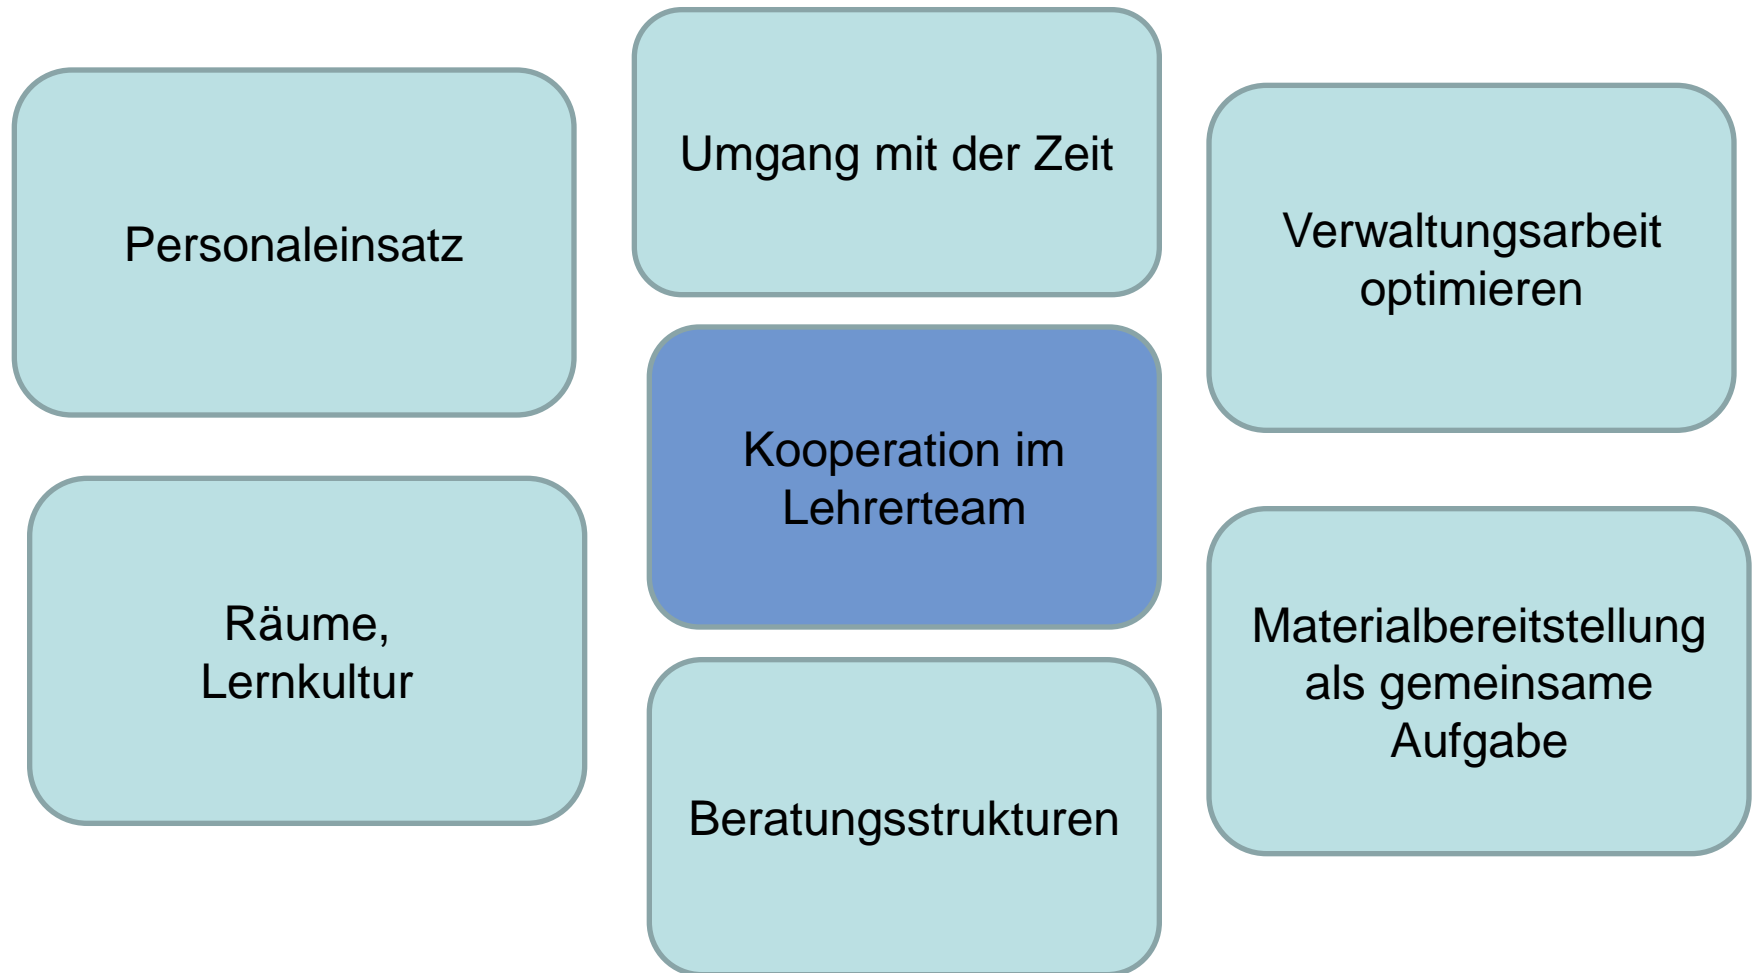 Personaleinsatz
Umgang mit der Zeit
Verwaltungsarbeit
optimieren
Kooperation im
Lehrerteam
Räume,
Lernkultur
Beratungsstrukturen
Materialbereitstellung
als gemeinsame
Aufgabe